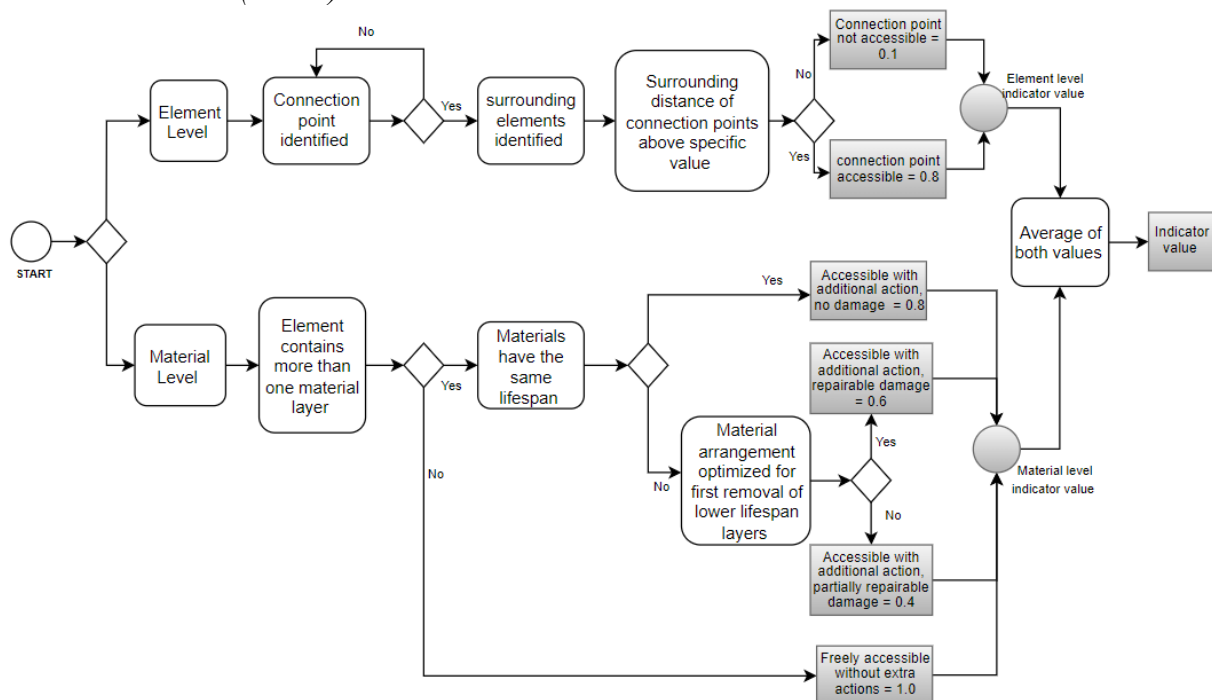 No
Connection point
not accessible =
0.1
Element
Level
Connection
point
identified
Yes
surrounding
elements
identified
Surrounding
distance of
connection points
above specific
value
No
Yes
Element level
indicator value
connection point
accessible = 0.8
START
Average of
both values
Indicator
value
Material
Level
Element
contains
more than
one material
layer
Yes
No
Materials
have the
same
lifespan
Yes
No
Accessible with
additional action,
no damage = 0.8
Accessible with
additional action,
repairable damage
= 0.6
Material
arrangement
optimized for
first removal of
lower lifespan
layers
Yes
No
Material level
indicator value
Accessible with
additional action,
partially repairable
damage = 0.4
Freely accessible
without extra
actions = 1.0